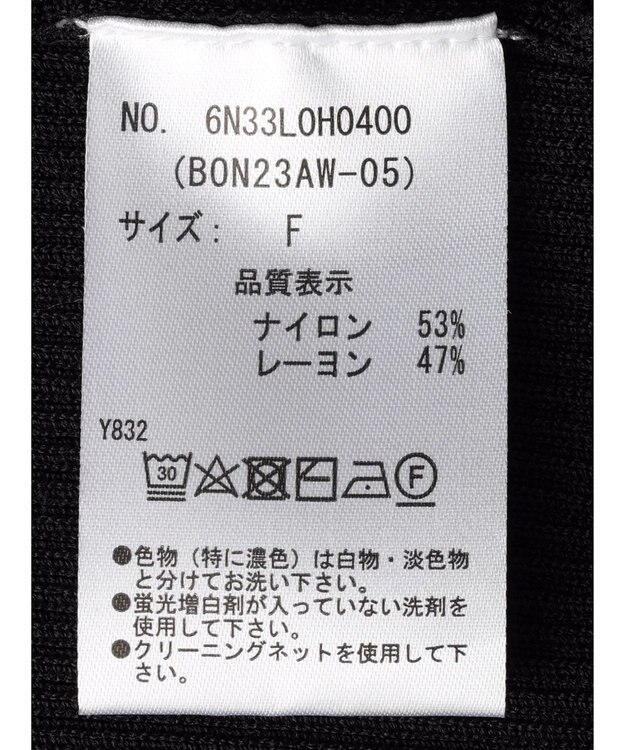 NO. 6N33LOH0400
(BON23AW-05)
サイズ： F
品質表示
ナイロン 53%
レーヨン 47%
Y832
30 F
●色物（特に濃色）は白物・淡色物
と分けてお洗い下さい。
●蛍光増白剤が入っていない洗剤を
使用して下さい。
●クリーニングネットを使用して下
さい。